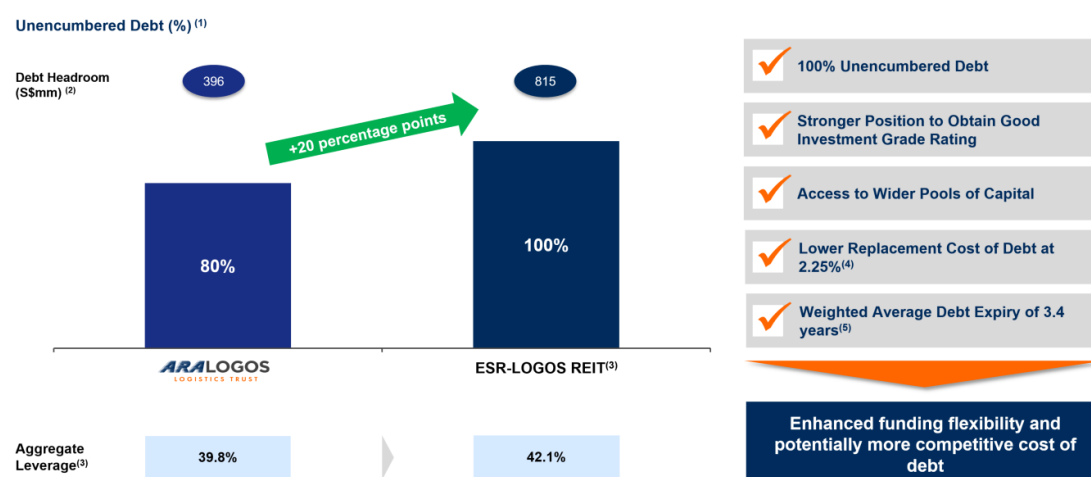 Unencumbered Debt (%) (1)
Debt Headroom
(S$mm) (2)
396
815
+20 percentage points
80%
100%
ARALOGOS
LOGISTICS TRUST
ESR-LOGOS REIT(3)
Aggregate
Leverage(3)
39.8%
42.1%
100% Unencumbered Debt
Stronger Position to Obtain Good
Investment Grade Rating
Access to Wider Pools of Capital
Lower Replacement Cost of Debt at
2.25%(4)
Weighted Average Debt Expiry of 3.4
years(5)
Enhanced funding flexibility and
potentially more competitive cost of
debt